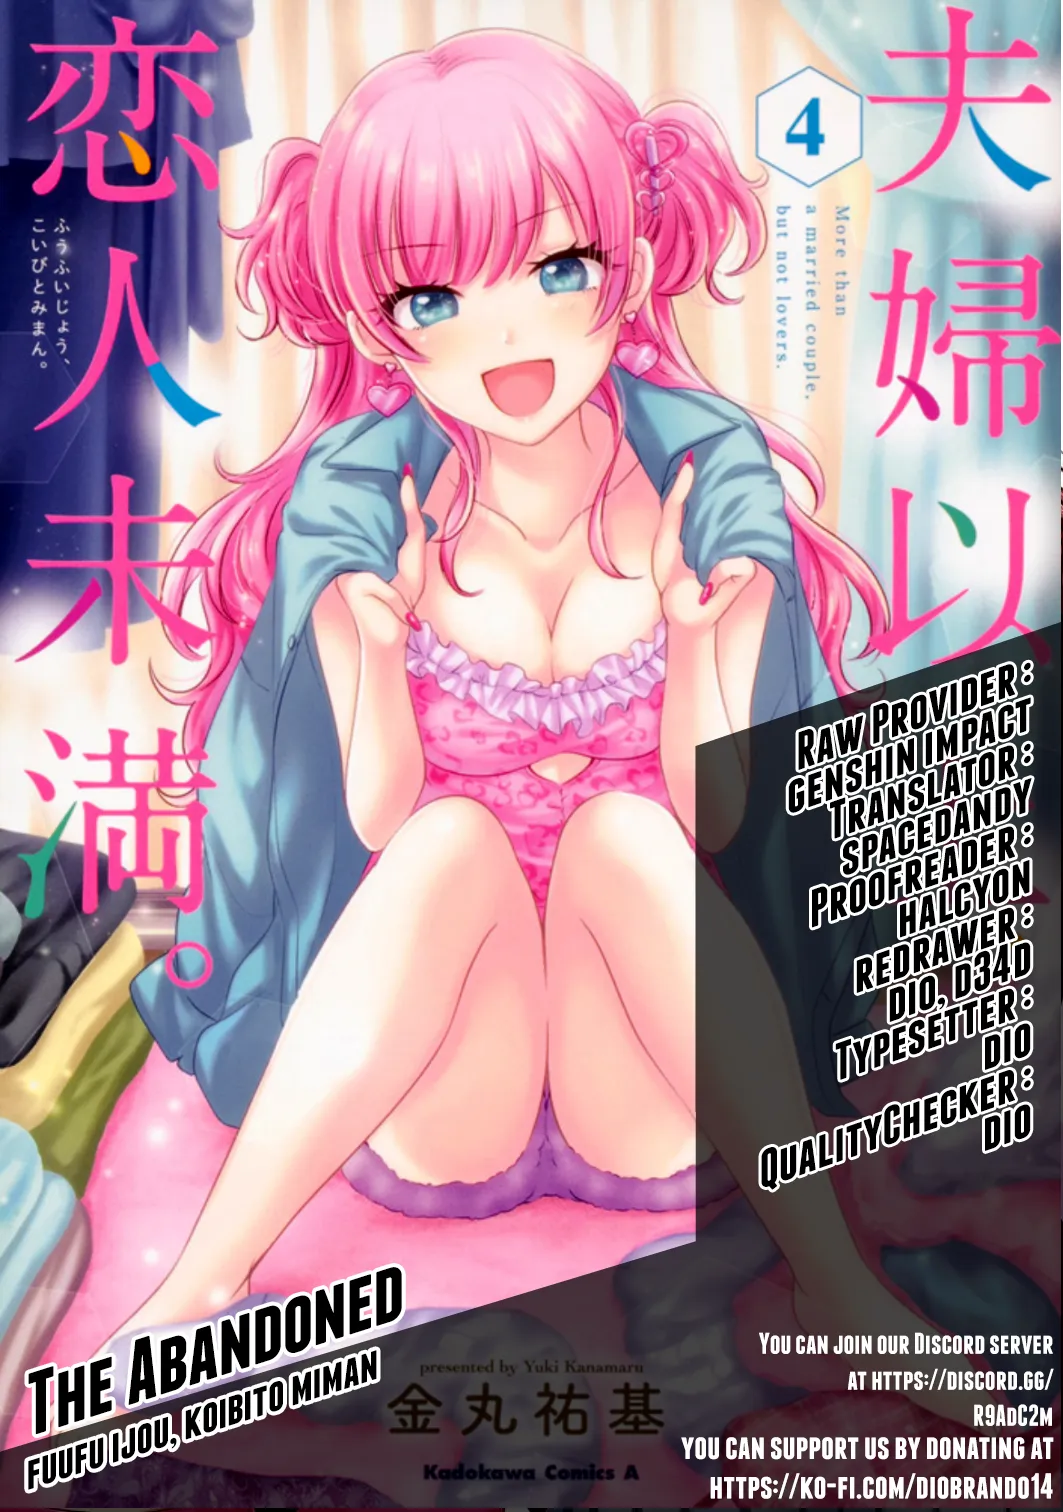 夫婦以
恋人未満。
ふうふいじょう、
こいびとみまん。
4
More than
a married couple,
but not lovers.
RAW PROVIDER:
GENSHIN IMPACT
TRANSLATOR:
SPACEDANDY
PROOFREADER:
HALCYON
REDRAWER:
DIO, D34D
TYPESETTER:
DIO
QUALITYCHECKER:
DIO
THE ABANDONED
FUUFU IJOU, KOIBITO MIMAN
presented by Yuki Kanamaru
金丸祐基
Kadokawa Comics A
YOU CAN JOIN OUR DISCORD SERVER
AT HTTPS://DISCORD.GG/
R9ADC2M
YOU CAN SUPPORT US BY DONATING AT
HTTPS://KO-FI.COM/DIOBRANDO14